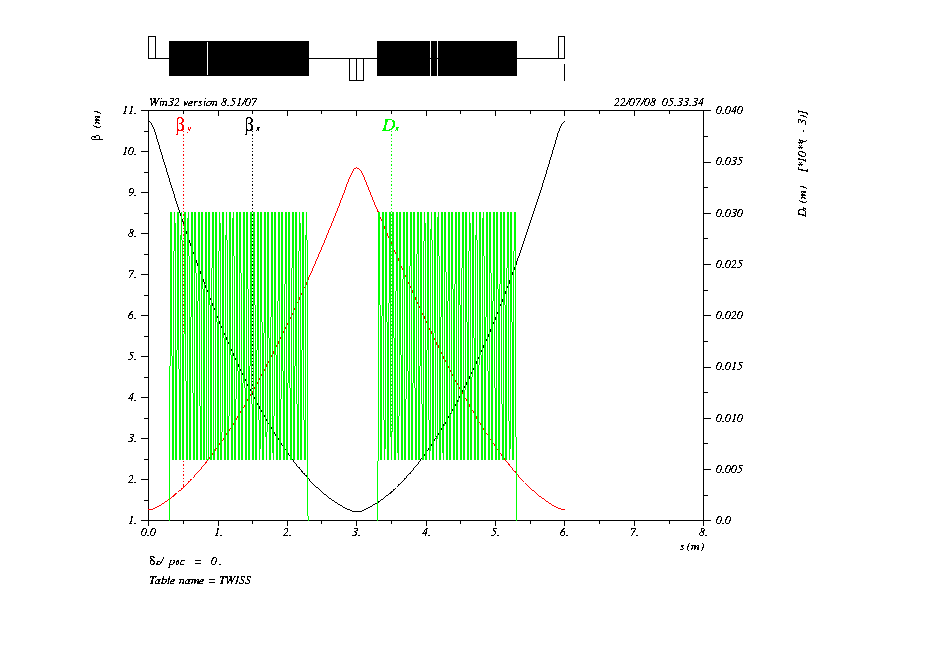 Win32 version 8.51/07 22/07/08 05.33.34
β (m)
11.
10.
9.
8.
7.
6.
5.
4.
3.
2.
1.
β y β x Dx
0.040
0.035
0.030
0.025
0.020
0.015
0.010
0.005
0.0
Dx (m) [*10**( - 3)]
0.0 1. 2. 3. 4. 5. 6. 7. 8.
s (m)
δE/ p0c = 0.
Table name = TWISS